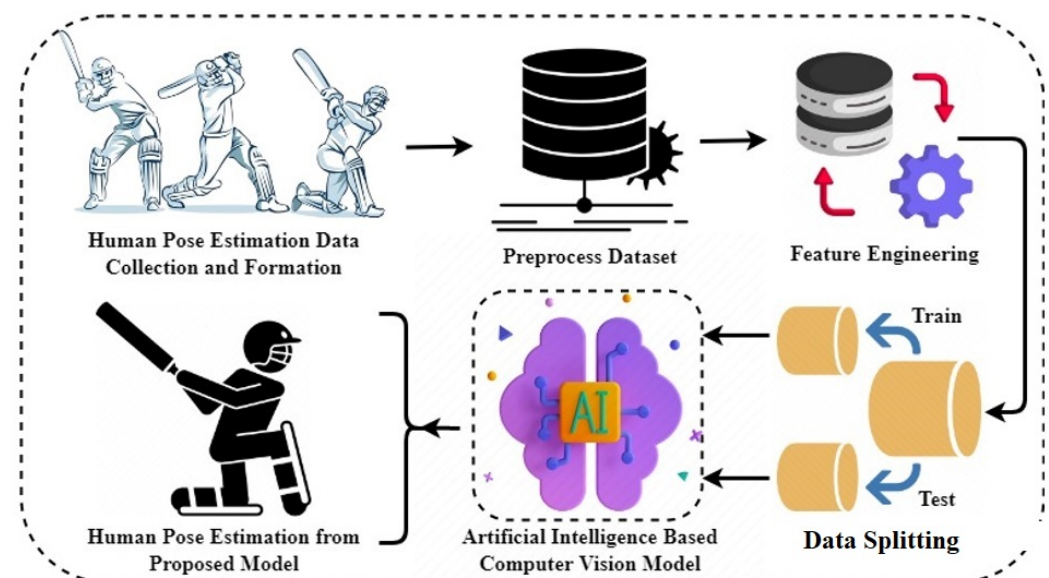 Human Pose Estimation Data
Collection and Formation
Preprocess Dataset
Feature Engineering
Train
Test
Data Splitting
AI
Artificial Intelligence Based
Computer Vision Model
Human Pose Estimation from
Proposed Model